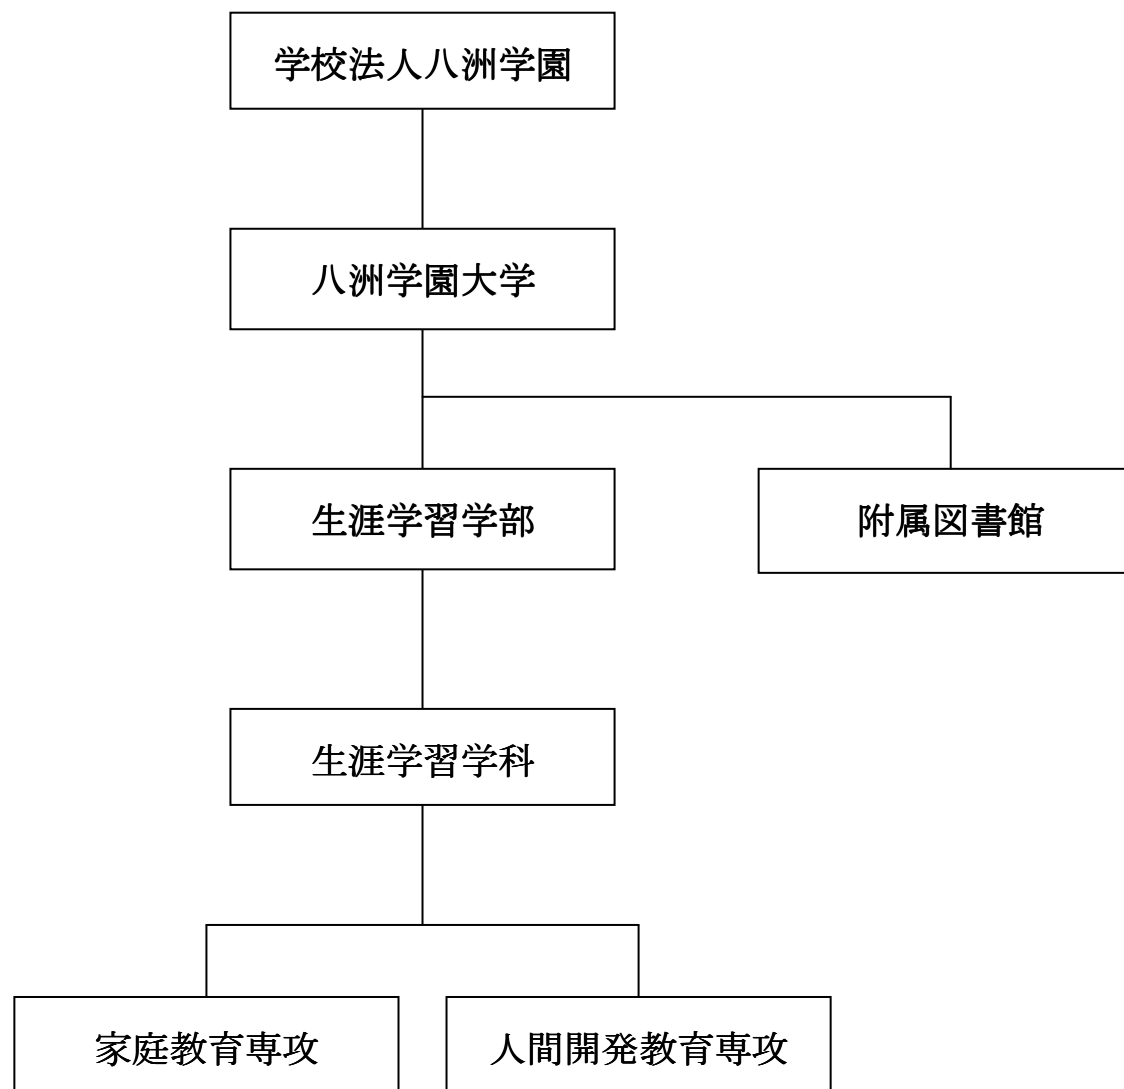 学校法人八洲学園
八洲学園大学
生涯学習学部
附属図書館
生涯学習学科
家庭教育専攻
人間開発教育専攻